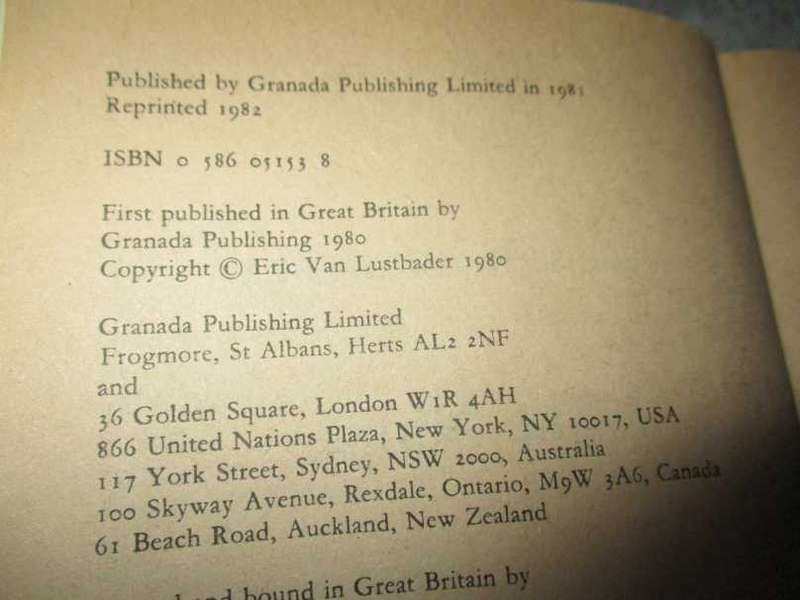 Published by Granada Publishing Limited in 1981
Reprinted 1982
ISBN 0 586 05153 8
First published in Great Britain by
Granada Publishing 1980
Copyright © Eric Van Lustbader 1980
Granada Publishing Limited
Frogmore, St Albans, Herts AL2 2NF
and
36 Golden Square, London W1R 4AH
866 United Nations Plaza, New York, NY 10017, USA
117 York Street, Sydney, NSW 2000, Australia
100 Skyway Avenue, Rexdale, Ontario, M9W 3A6, Canada
61 Beach Road, Auckland, New Zealand
and bound in Great Britain by